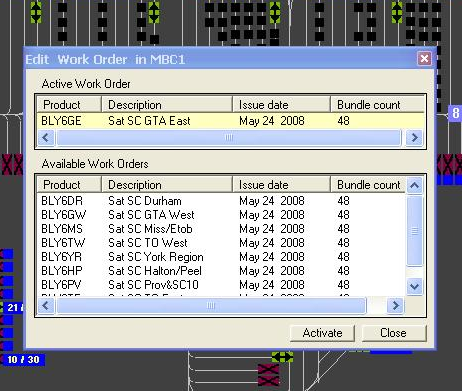 Edit Work Order in MBC1
Active Work Order
Product Description Issue date Bundle count
BLY6GE Sat SC GTA East May 24 2008 48
8
Available Work Orders
Product Description Issue date Bundle count
BLY6DR Sat SC Durham May 24 2008 48
BLY6GW Sat SC GTA West May 24 2008 48
BLY6MS Sat SC Miss/Etob May 24 2008 48
BLY6TW Sat SC TO West May 24 2008 48
BLY6YR Sat SC York Region May 24 2008 48
BLY6HP Sat SC Halton/Peel May 24 2008 48
BLY6PV Sat SC Prov&SC10 May 24 2008 48
21 /
Activate Close
10 / 30